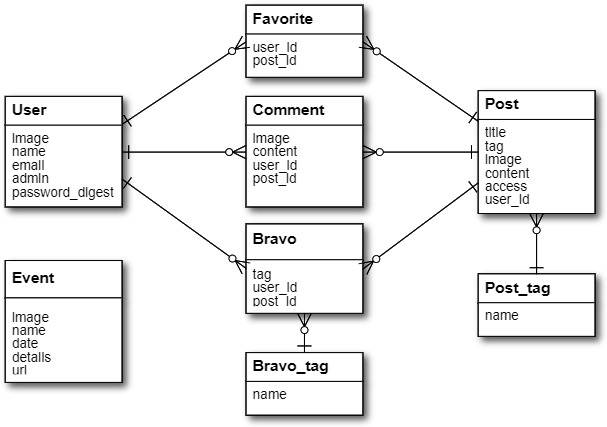 Favorite
user_id
post_id
User
Image
name
email
admin
password_digest
Comment
Image
content
user_id
post_id
Post
title
tag
Image
content
access
user_id
Bravo
tag
user_id
post_id
Event
Image
name
date
details
url
Post_tag
name
Bravo_tag
name